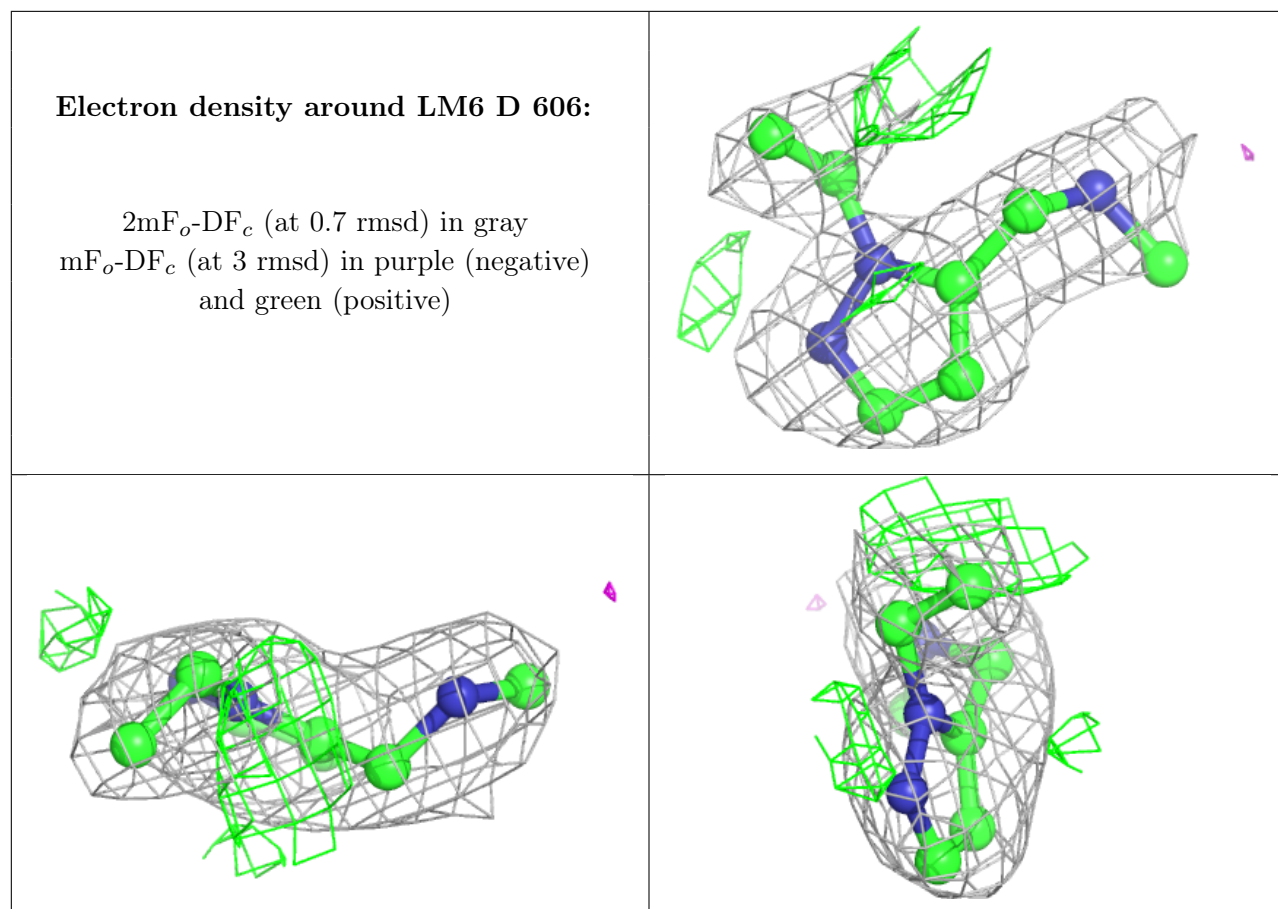 Electron density around LM6 D 606:
2mFₒ-DF𝒸 (at 0.7 rmsd) in gray
mFₒ-DF𝒸 (at 3 rmsd) in purple (negative)
and green (positive)